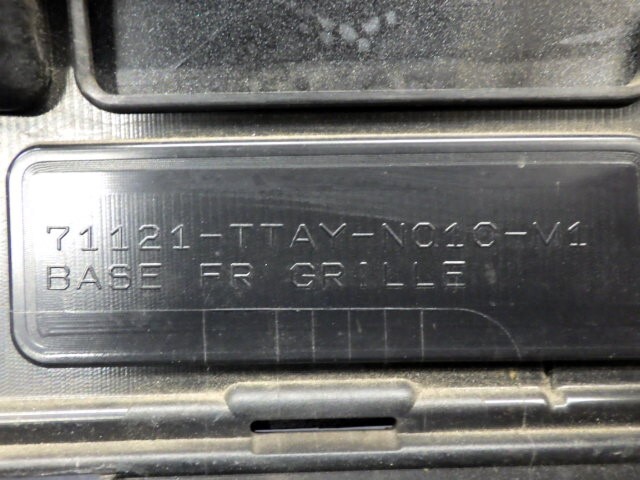 71121-TTAY-N010-M1
BASE FR GRILLE